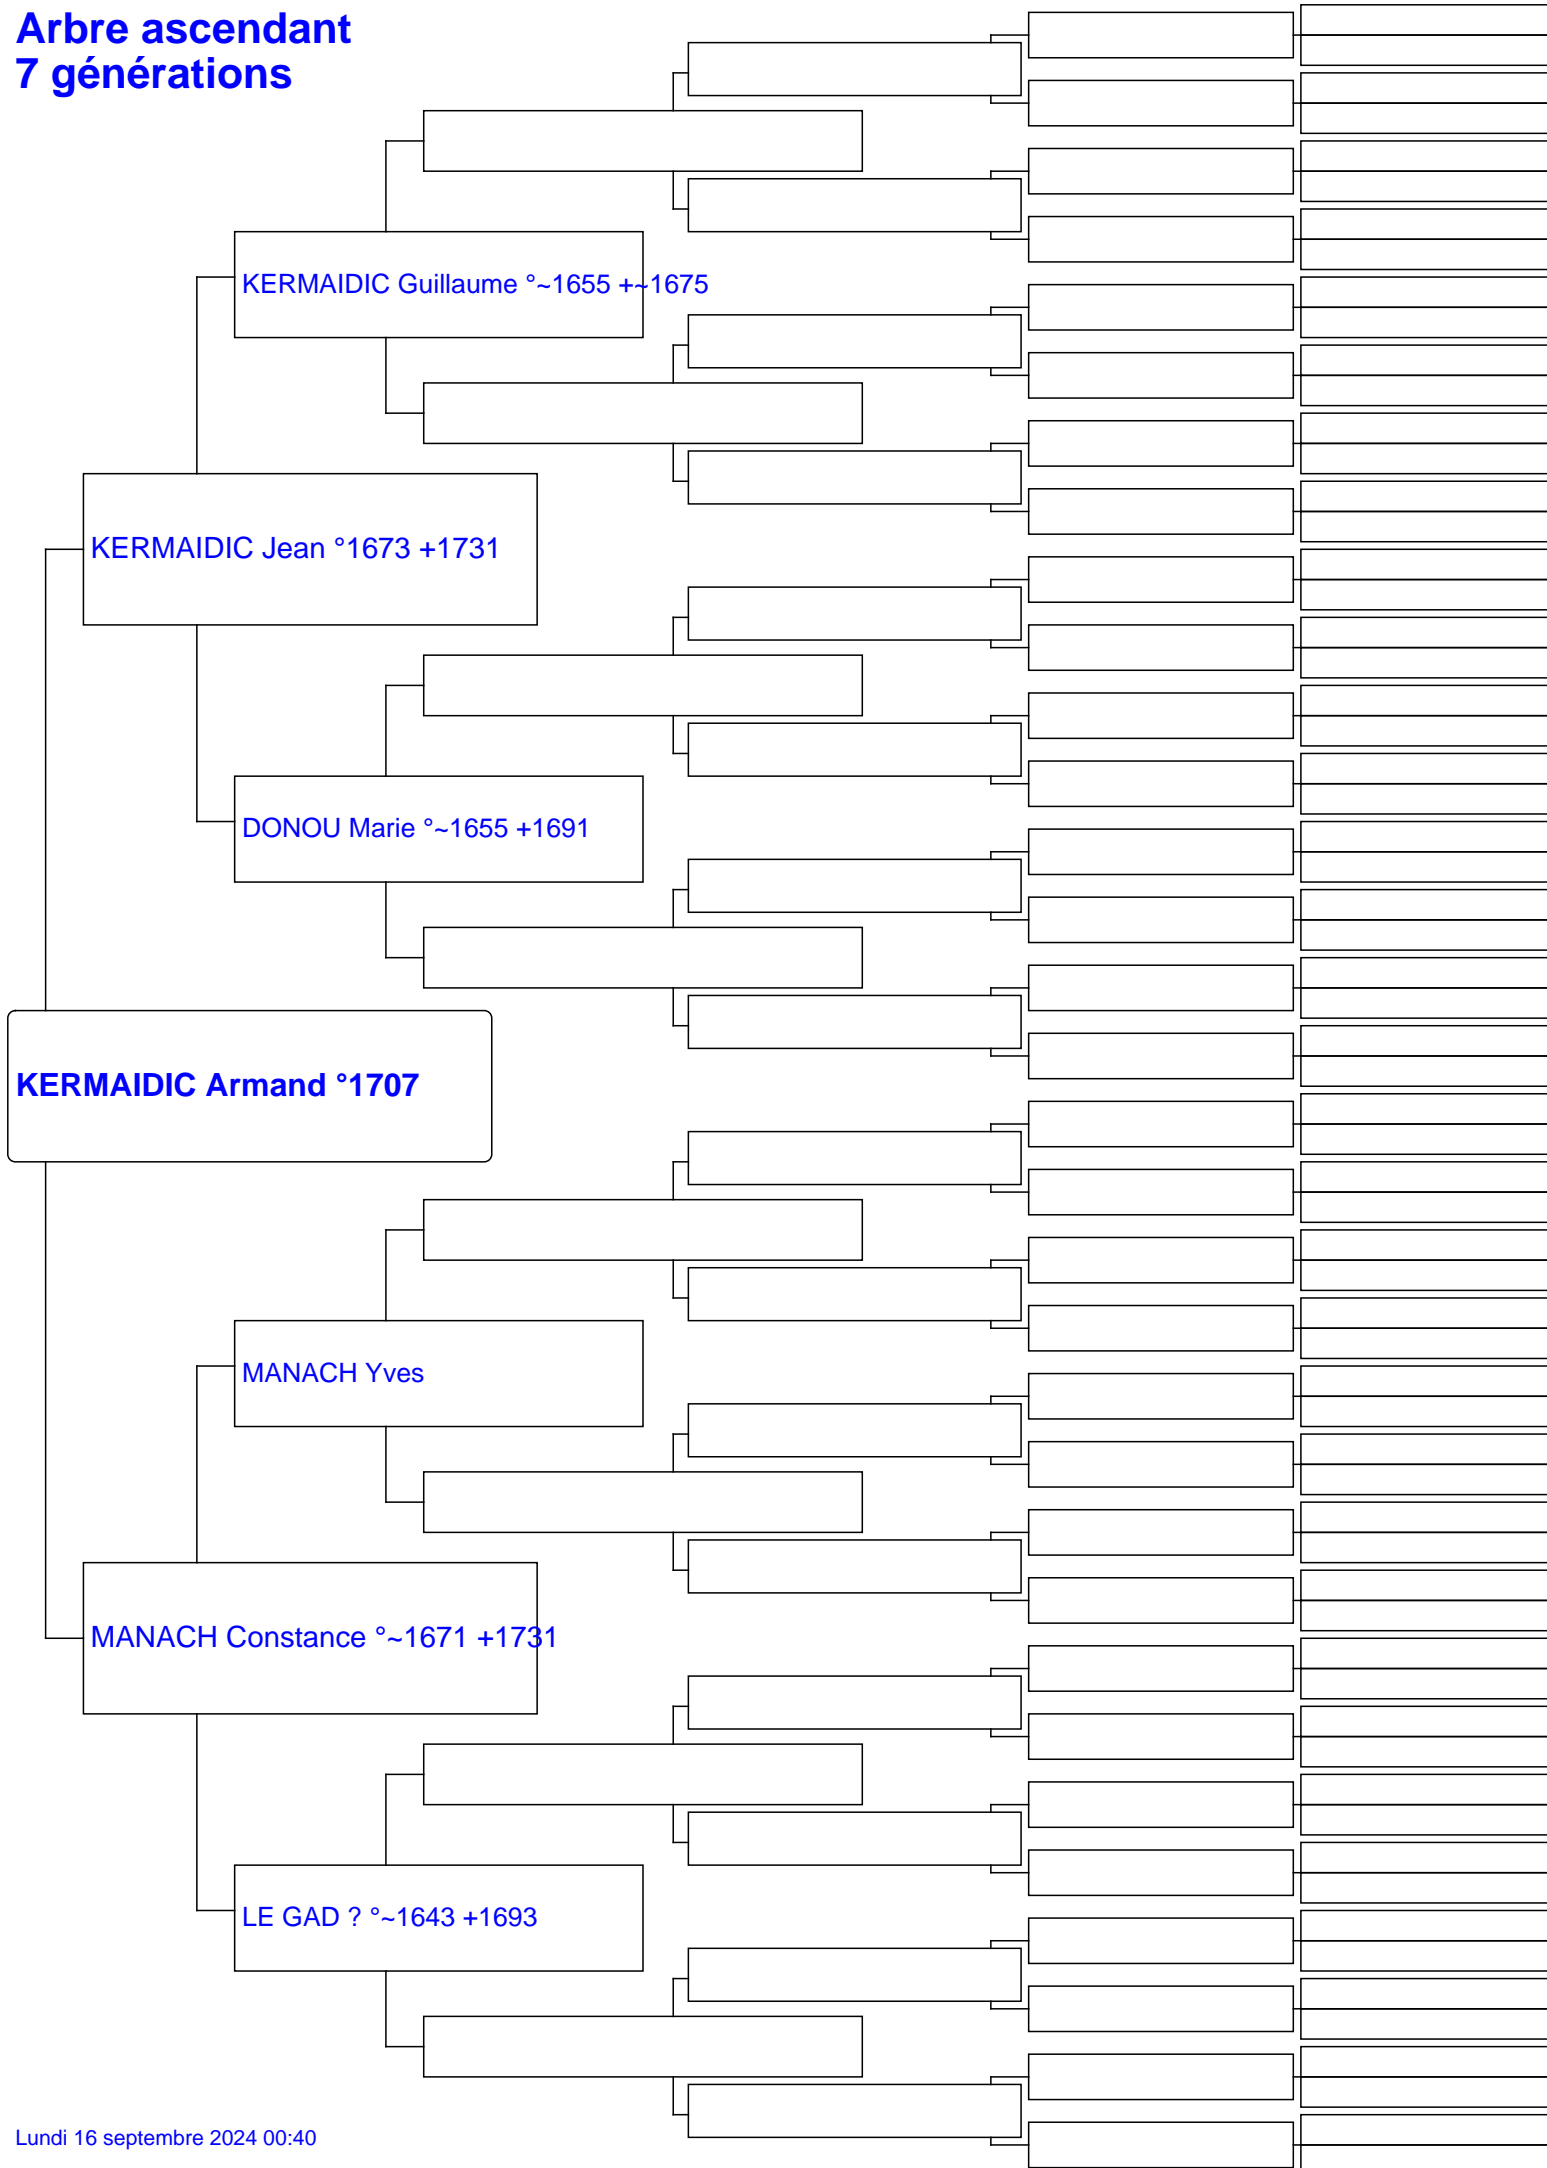 Arbre ascendant
7 générations
KERMAIDIC Guillaume °~1655 +~1675
KERMAIDIC Jean °1673 +1731
DONOU Marie °~1655 +1691
KERMAIDIC Armand °1707
MANACH Yves
MANACH Constance °~1671 +1731
LE GAD ? °~1643 +1693
Lundi 16 septembre 2024 00:40